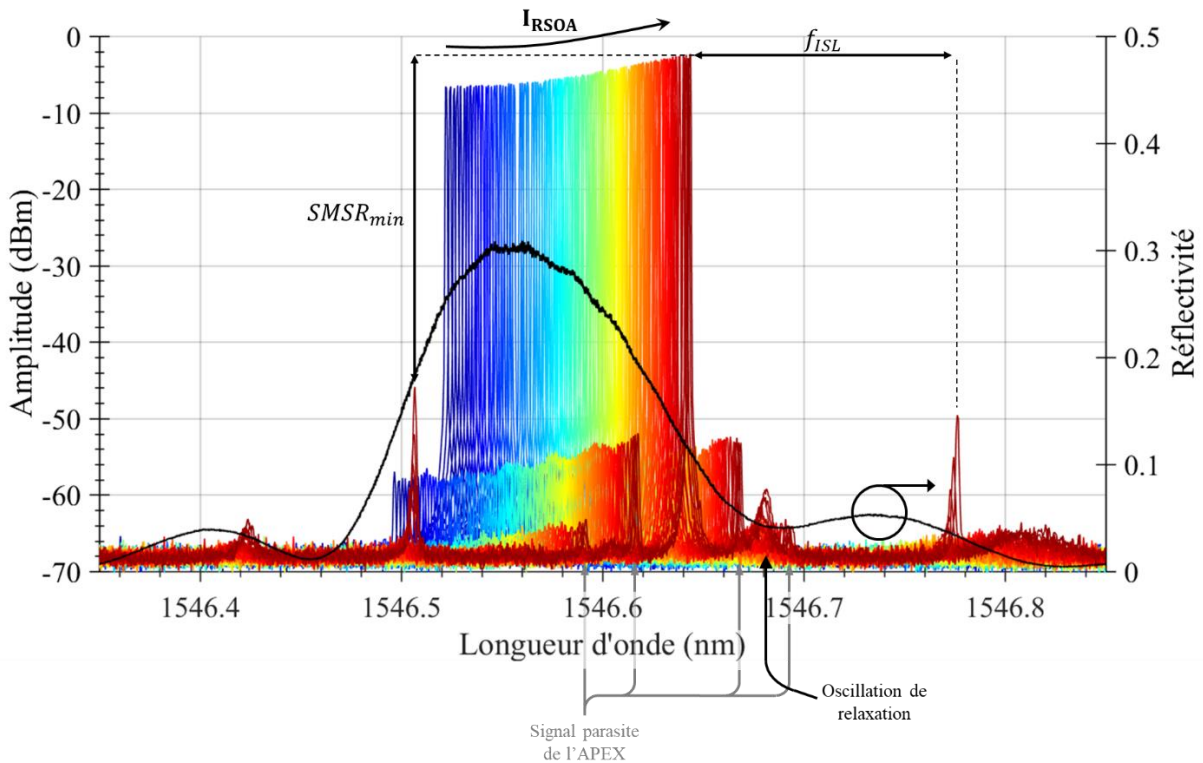 I_RSOA
f_ISL
0
-10
-20
-30
-40
-50
-60
-70
Amplitude (dBm)
SMSR_min
0.5
0.4
0.3
0.2
0.1
0
Réflectivité
1546.4 1546.5 1546.6 1546.7 1546.8
Longueur d'onde (nm)
Oscillation de
relaxation
Signal parasite
de l’APEX